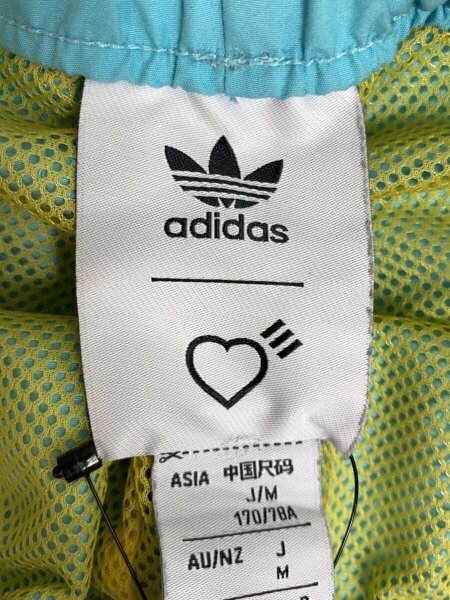 adidas
ASIA 中国尺码
J/M
170/78A
AU/NZ J
M